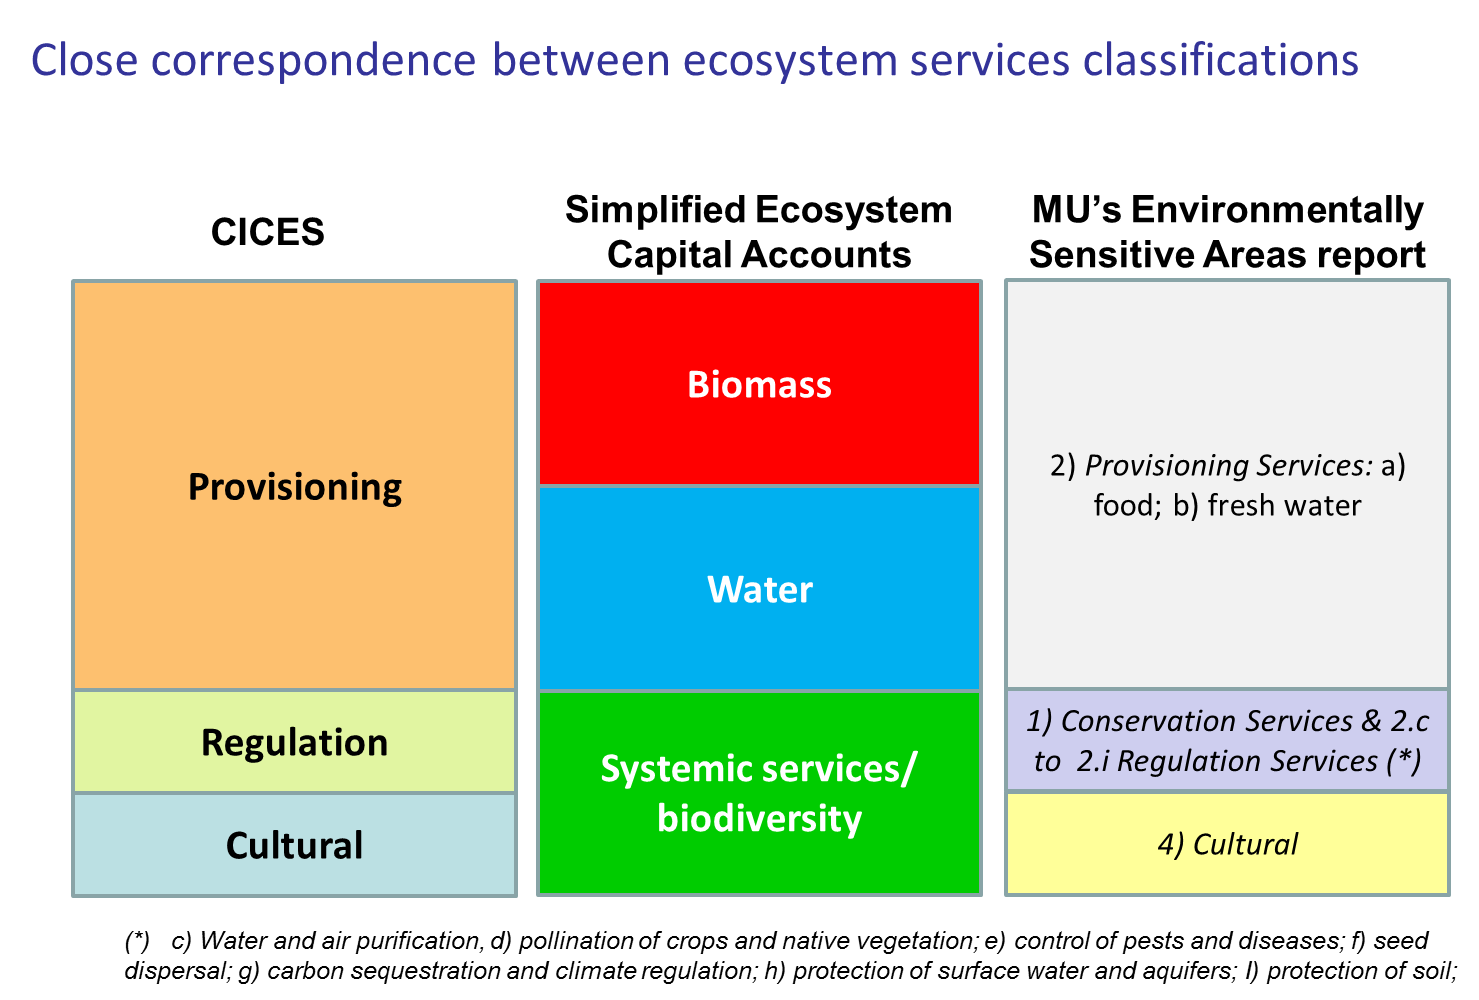 Close correspondence between ecosystem services classifications
CICES
Simplified Ecosystem
Capital Accounts
MU’s Environmentally
Sensitive Areas report
Provisioning
Regulation
Cultural
Biomass
Water
Systemic services/
biodiversity
2) Provisioning Services: a)
food; b) fresh water
1) Conservation Services & 2.c
to 2.i Regulation Services (*)
4) Cultural
(*) c) Water and air purification, d) pollination of crops and native vegetation; e) control of pests and diseases; f) seed
dispersal; g) carbon sequestration and climate regulation; h) protection of surface water and aquifers; I) protection of soil;